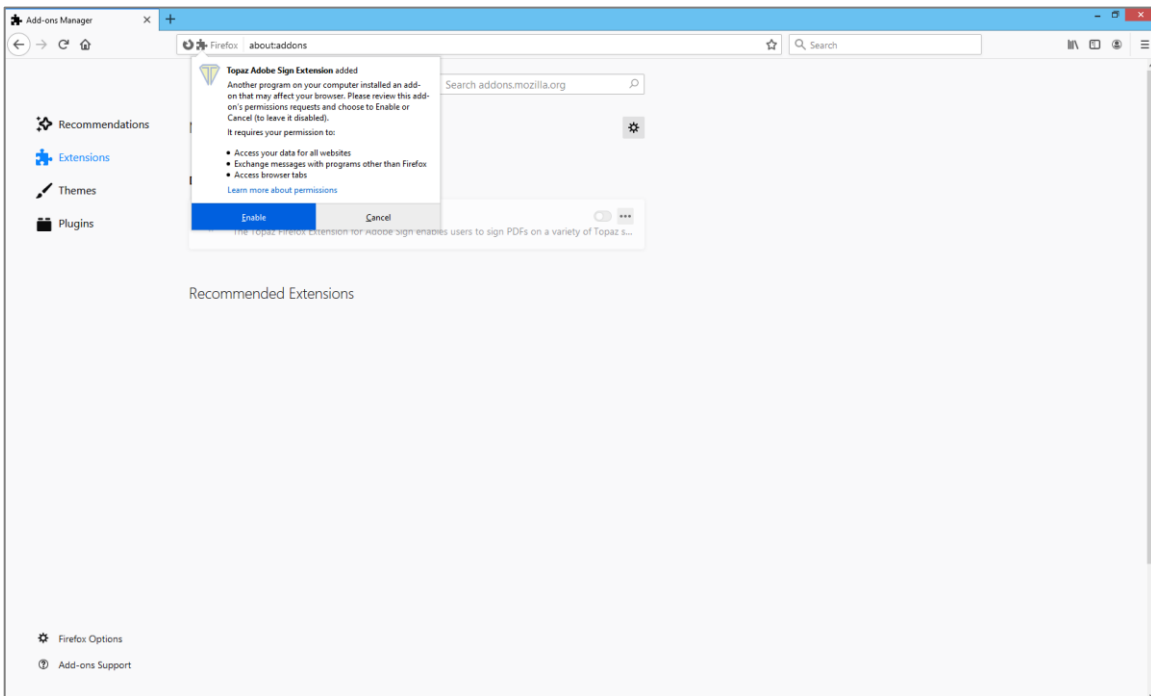 Add-ons Manager
Firefox about:addons
Search
Topaz Adobe Sign Extension added
Another program on your computer installed an add-
on that may affect your browser. Please review this add-
on's permissions requests and choose to Enable or
Cancel (to leave it disabled).
It requires your permission to:
• Access your data for all websites
• Exchange messages with programs other than Firefox
• Access browser tabs
Learn more about permissions
Enable
Cancel
Search addons.mozilla.org
Recommendations
Extensions
Themes
Plugins
The Topaz Firefox Extension for Adobe Sign enables users to sign PDFs on a variety of Topaz s...
Recommended Extensions
Firefox Options
Add-ons Support